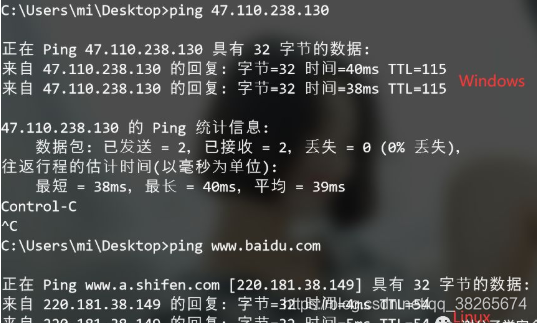 C:\Users\mi\Desktop>ping 47.110.238.130
正在 Ping 47.110.238.130 具有 32 字节的数据:
来自 47.110.238.130 的回复: 字节=32 时间=40ms TTL=115
来自 47.110.238.130 的回复: 字节=32 时间=38ms TTL=115
Windows
47.110.238.130 的 Ping 统计信息:
数据包: 已发送 = 2，已接收 = 2，丢失 = 0 (0% 丢失)，
往返行程的估计时间(以毫秒为单位):
最短 = 38ms，最长 = 40ms，平均 = 39ms
Control-C
^C
C:\Users\mi\Desktop>ping www.baidu.com
正在 Ping www.a.shifen.com [220.181.38.149] 具有 32 字节的数据:
来自 220.181.38.149 的回复: 字节=32 时间=4ms TTL=54
qq_38265674
来自 220.181.38.149 的回复: 字节=32 时间=5ms TTL=54
Linux